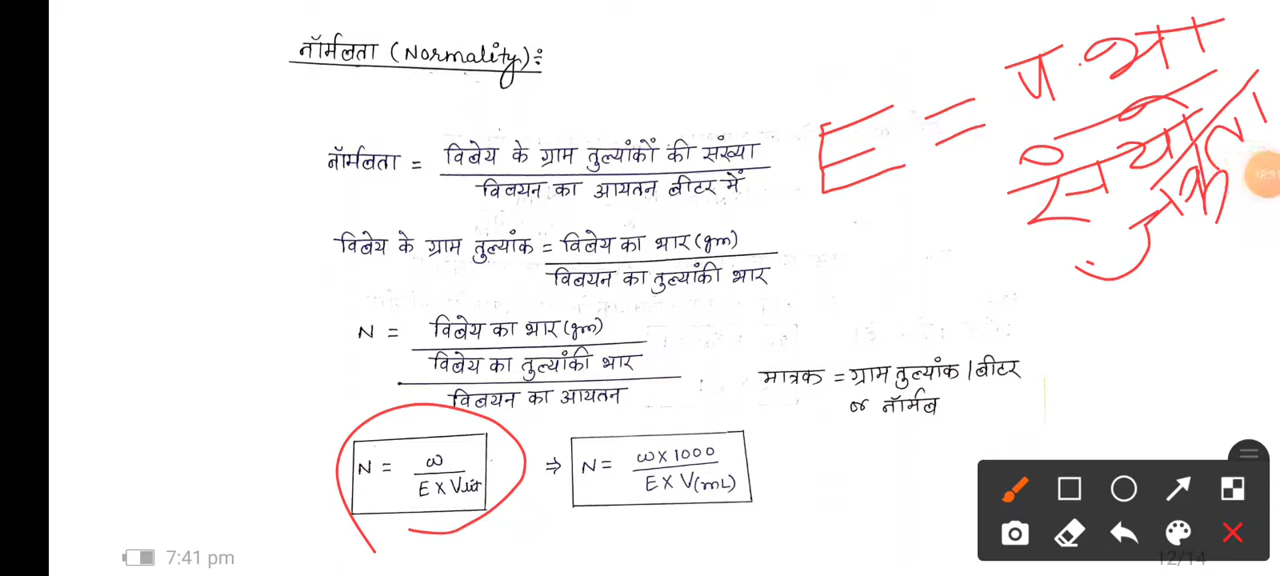 नॉर्मलता (Normality):
नॉर्मलता = विलेय के ग्राम तुल्यांकों की संख्या / विलयन का आयतन लीटर में
विलेय के ग्राम तुल्यांक = विलेय का भार (gm) / विलयन का तुल्यांकी भार
N = विलेय का भार (gm) / विलेय का तुल्यांकी भार / विलयन का आयतन
मात्रक = ग्राम तुल्यांक / लीटर
or नॉर्मल
N = w / E X V lit ⇒ N = w X 1000 / E X V(mL)
E =
7:41 pm
12/14